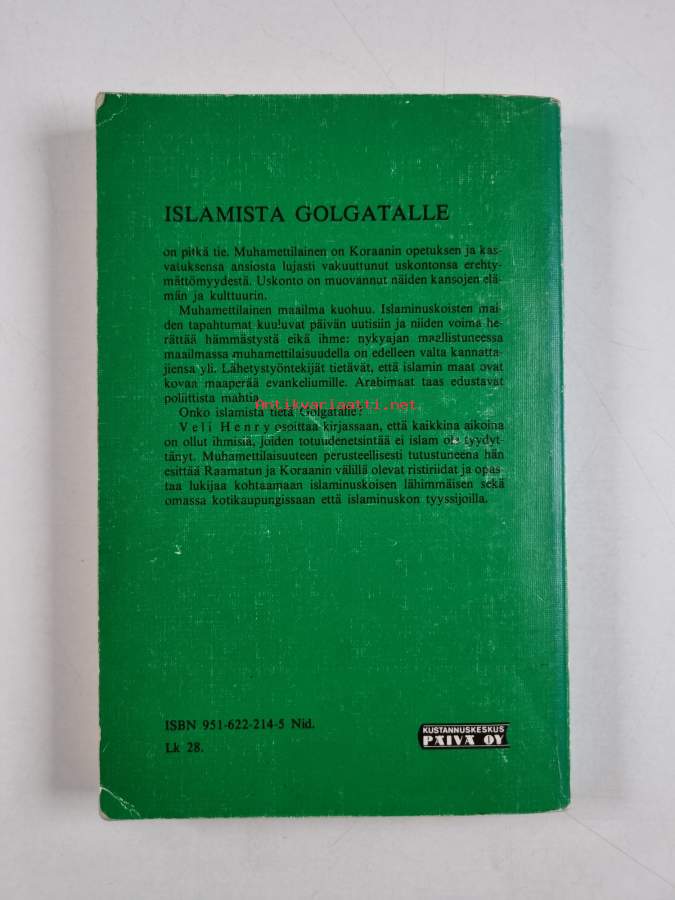 ISLAMISTA GOLGATALLE
on pitkä tie. Muhamettilainen on Koraanin opetuksen ja kas-
vatuksensa ansiosta lujasti vakuuttunut uskontonsa erehty-
mättömyydestä. Uskonto on muovannut näiden kansojen elä-
män ja kulttuurin.
Muhamettilainen maailma kuohuu. Islaminuskoisten mai-
den tapahtumat kuuluvat päivän uutisiin ja niiden voima he-
rättää hämmästystä eikä ihme: nykyajan maallistuneessa
maailmassa muhamettilaisuudella on edelleen valta kannatta-
jiensa yli. Lähetystyöntekijät tietävät, että islamin maat ovat
kovaa maaperää evankeliumille. Arabimaat taas edustavat
poliittista mahtia.
Antikvariaatti.net
Onko islamista tietä Golgatalle?
Veli Henry osoittaa kirjassaan, että kaikkina aikoina
on ollut ihmisiä, joiden totuudenetsintää ei islam ole tyydyt-
tänyt. Muhamettilaisuuteen perusteellisesti tutustuneena hän
esittää Raamatun ja Koraanin välillä olevat ristiriidat ja opas-
taa lukijaa kohtaamaan islaminuskoisen lähimmäisen sekä
omassa kotikaupungissaan että islaminuskon tyyssijoilla.
ISBN 951-622-214-5 Nid.
Lk 28.
KUSTANNUSKESKUS
PÄIVÄ OY